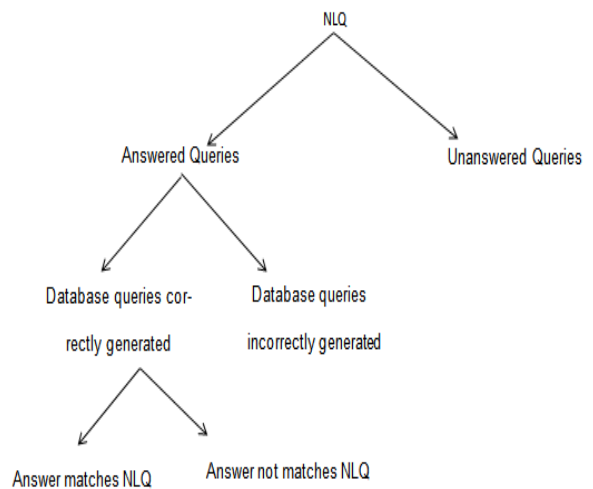 NLQ
Answered Queries
Unanswered Queries
Database queries cor-
rectly generated
Database queries
incorrectly generated
Answer matches NLQ
Answer not matches NLQ